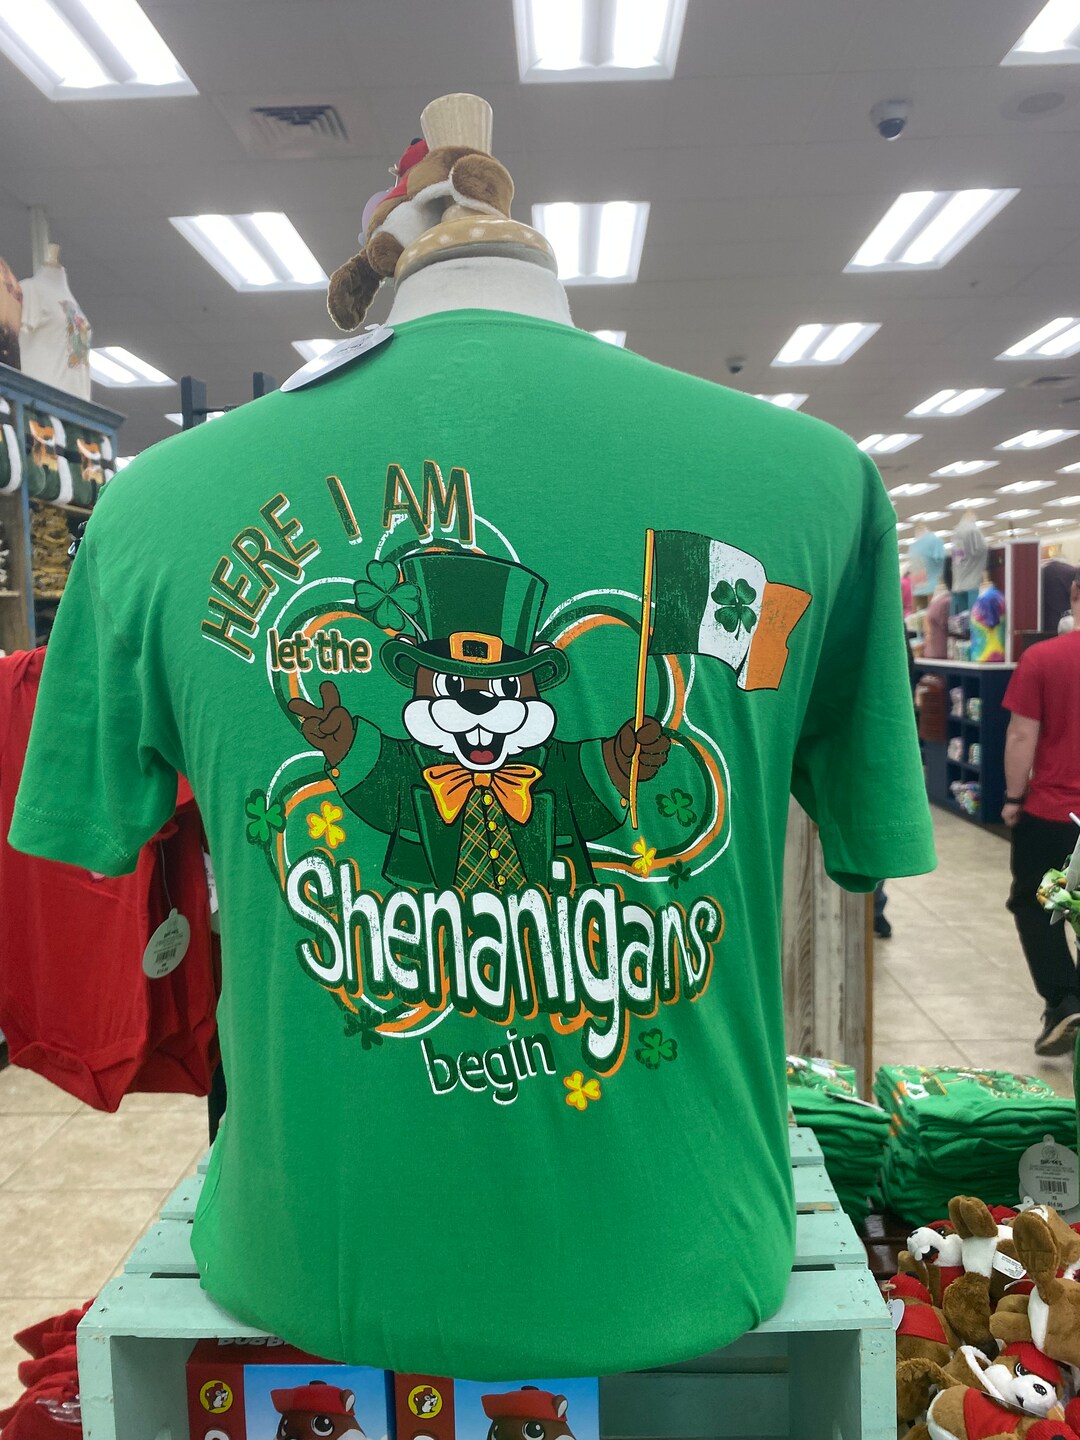 HERE I AM
let the
Shenanigans
begin